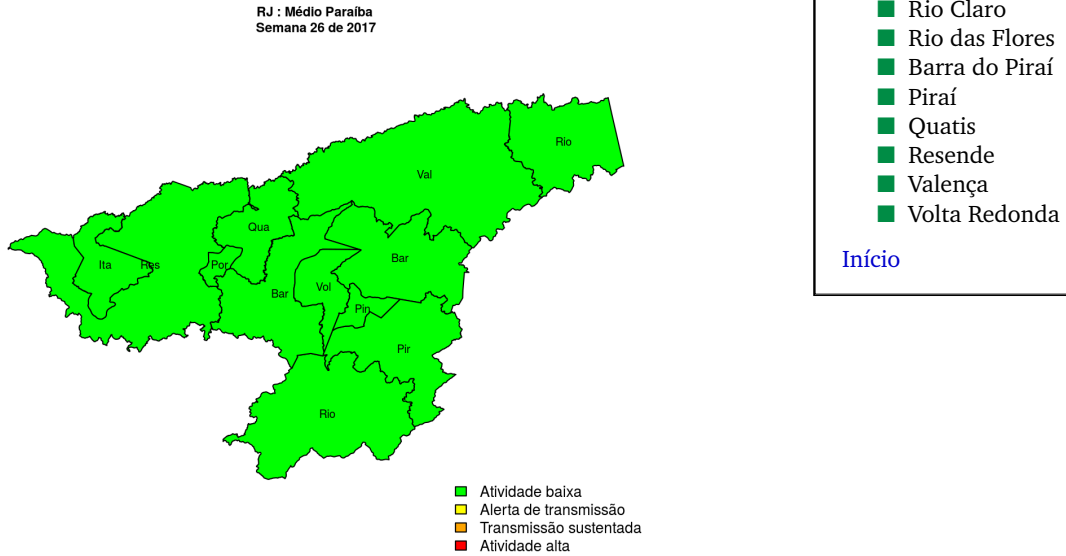 RJ : Médio Paraíba
Semana 26 de 2017
Rio
Val
Qua
Ita
Res
Por
Bar
Bar
Vol
Pin
Pir
Rio
Atividade baixa
Alerta de transmissão
Transmissão sustentada
Atividade alta
Rio Claro
Rio das Flores
Barra do Piraí
Piraí
Quatis
Resende
Valença
Volta Redonda
Início